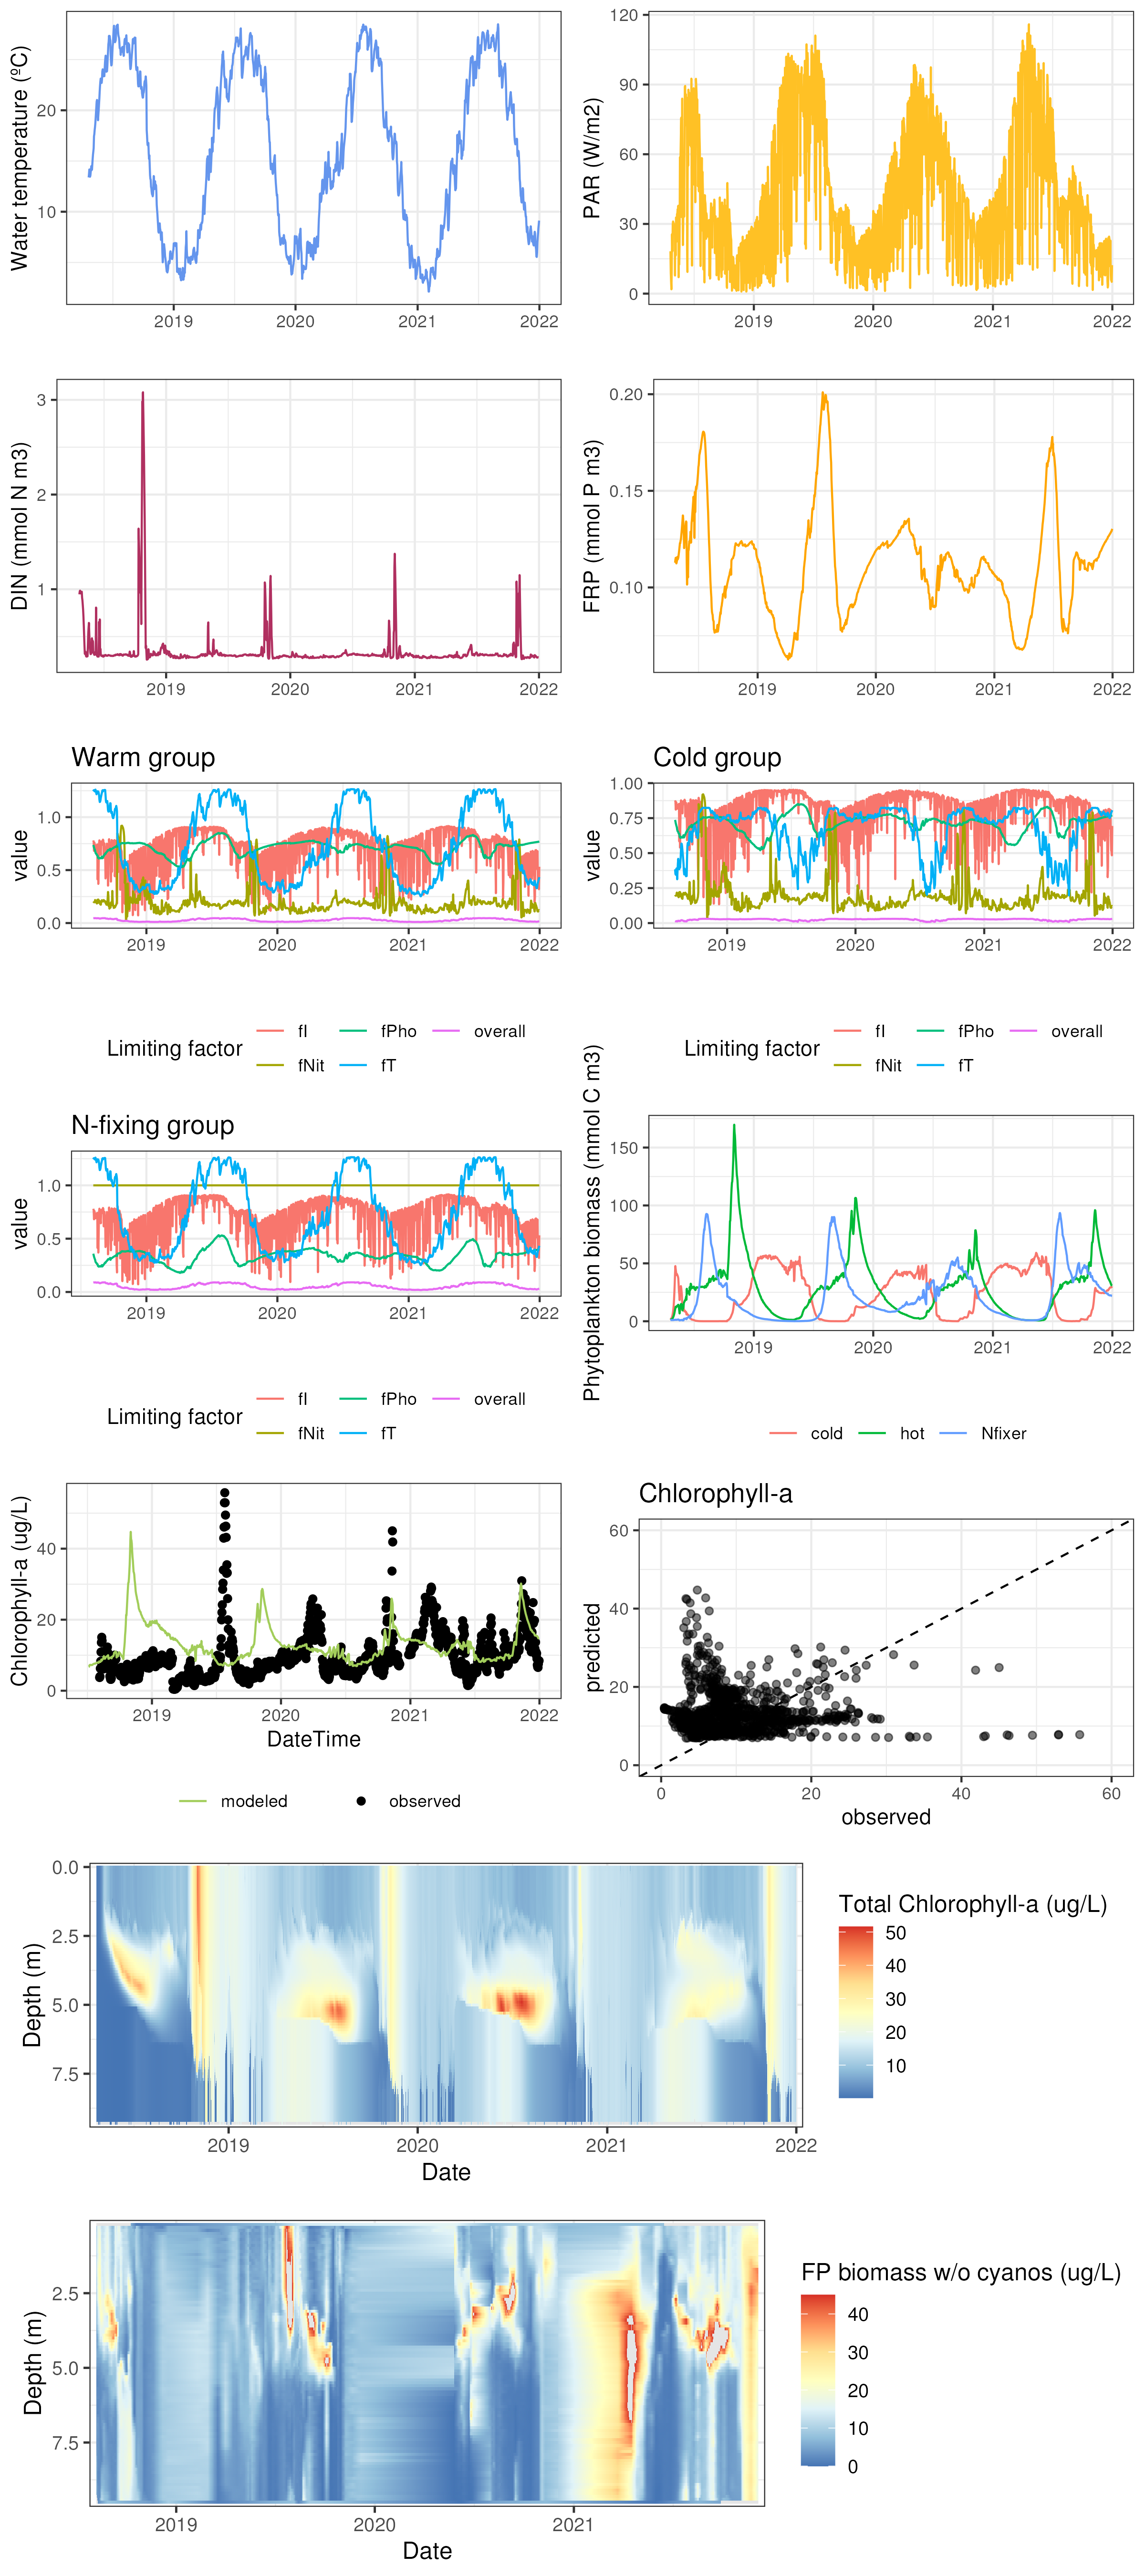 Water temperature (ºC)
20
10
2019 2020 2021 2022
PAR (W/m2)
120
90
60
30
0
2019 2020 2021 2022
DIN (mmol N m3)
3
2
1
2019 2020 2021 2022
FRP (mmol P m3)
0.20
0.15
0.10
2019 2020 2021 2022
Warm group
value
1.0
0.5
0.0
2019 2020 2021 2022
Limiting factor
fI fPho overall
fNit fT
Cold group
value
1.00
0.75
0.50
0.25
0.00
2019 2020 2021 2022
Limiting factor
fI fPho overall
fNit fT
N-fixing group
value
1.0
0.5
0.0
2019 2020 2021 2022
Limiting factor
fI fPho overall
fNit fT
Phytoplankton biomass (mmol C m3)
150
100
50
0
2019 2020 2021 2022
cold hot Nfixer
Chlorophyll-a (ug/L)
40
20
0
2019 2020 2021 2022
DateTime
modeled observed
Chlorophyll-a
predicted
60
40
20
0
0 20 40 60
observed
Depth (m)
0.0
2.5
5.0
7.5
2019 2020 2021 2022
Date
Total Chlorophyll-a (ug/L)
50
40
30
20
10
Depth (m)
2.5
5.0
7.5
2019 2020 2021
Date
FP biomass w/o cyanos (ug/L)
40
30
20
10
0